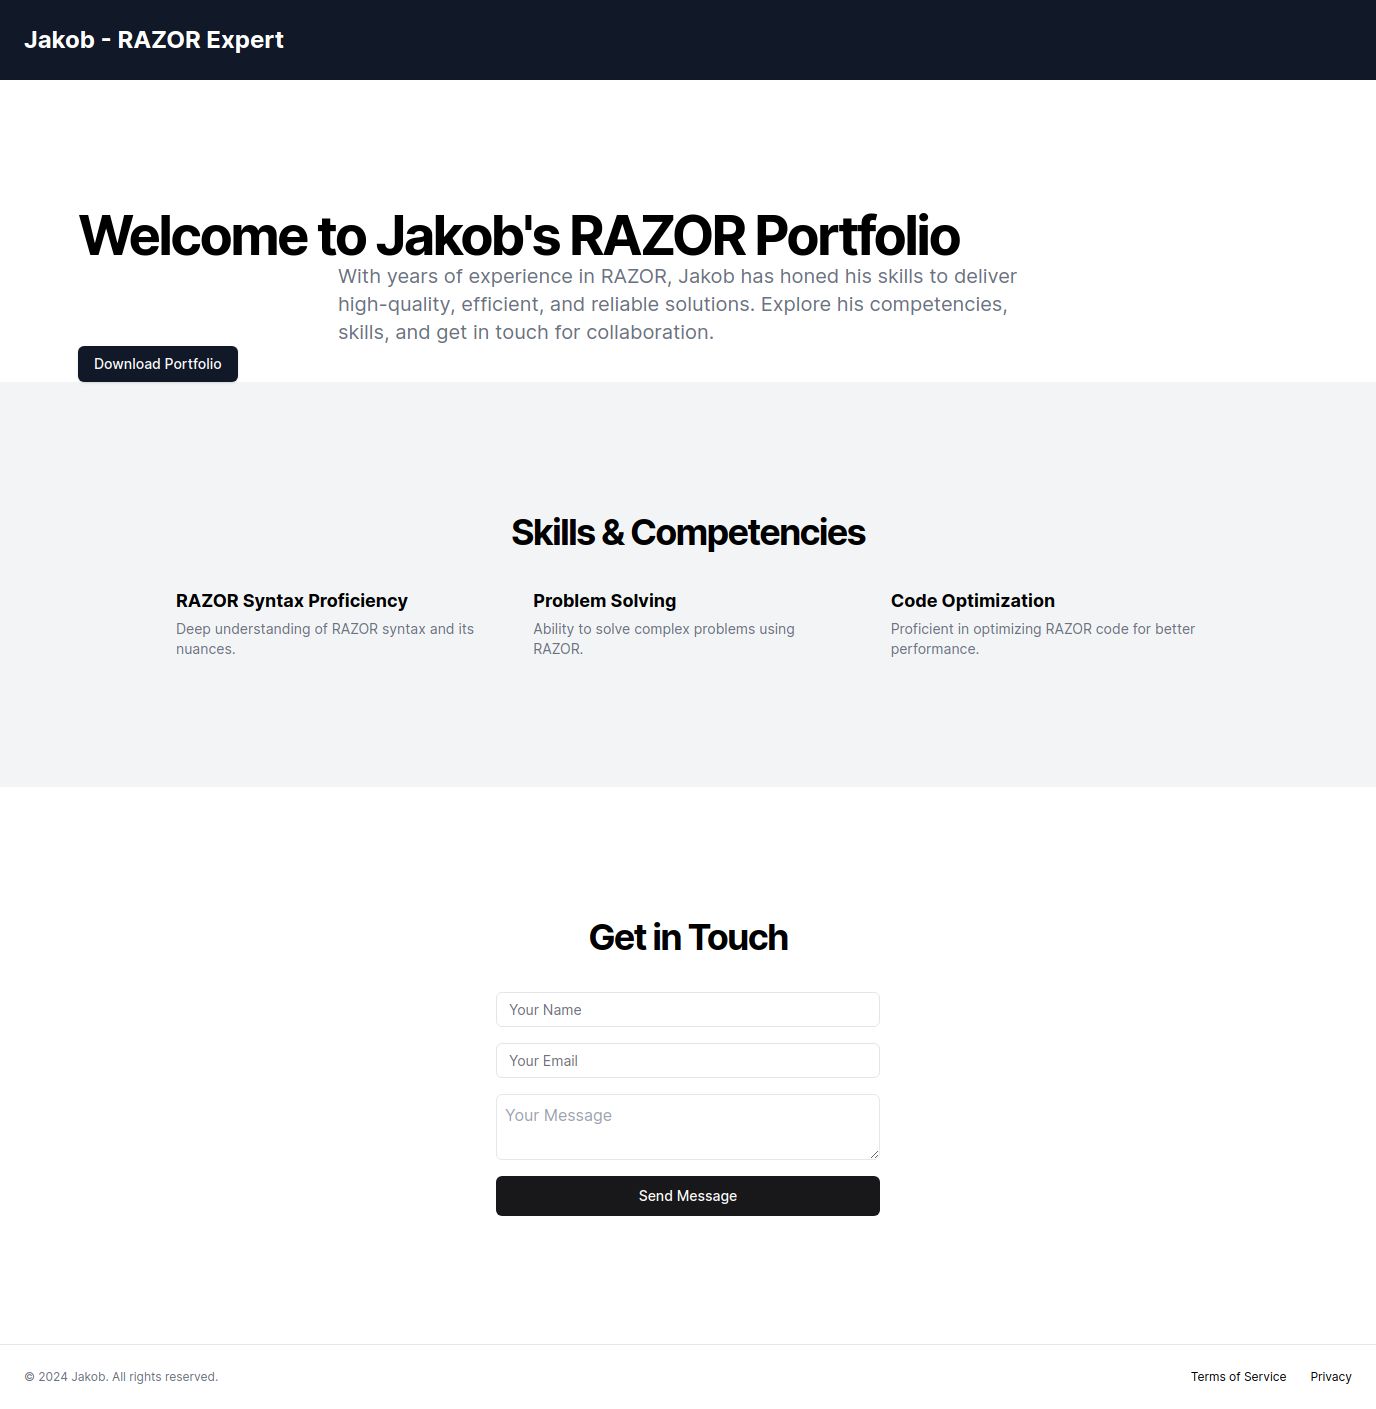 Jakob - RAZOR Expert
Welcome to Jakob's RAZOR Portfolio
With years of experience in RAZOR, Jakob has honed his skills to deliver
high-quality, efficient, and reliable solutions. Explore his competencies,
skills, and get in touch for collaboration.
Download Portfolio
Skills & Competencies
RAZOR Syntax Proficiency
Deep understanding of RAZOR syntax and its
nuances.
Problem Solving
Ability to solve complex problems using
RAZOR.
Code Optimization
Proficient in optimizing RAZOR code for better
performance.
Get in Touch
Your Name
Your Email
Your Message
Send Message
© 2024 Jakob. All rights reserved.
Terms of Service
Privacy